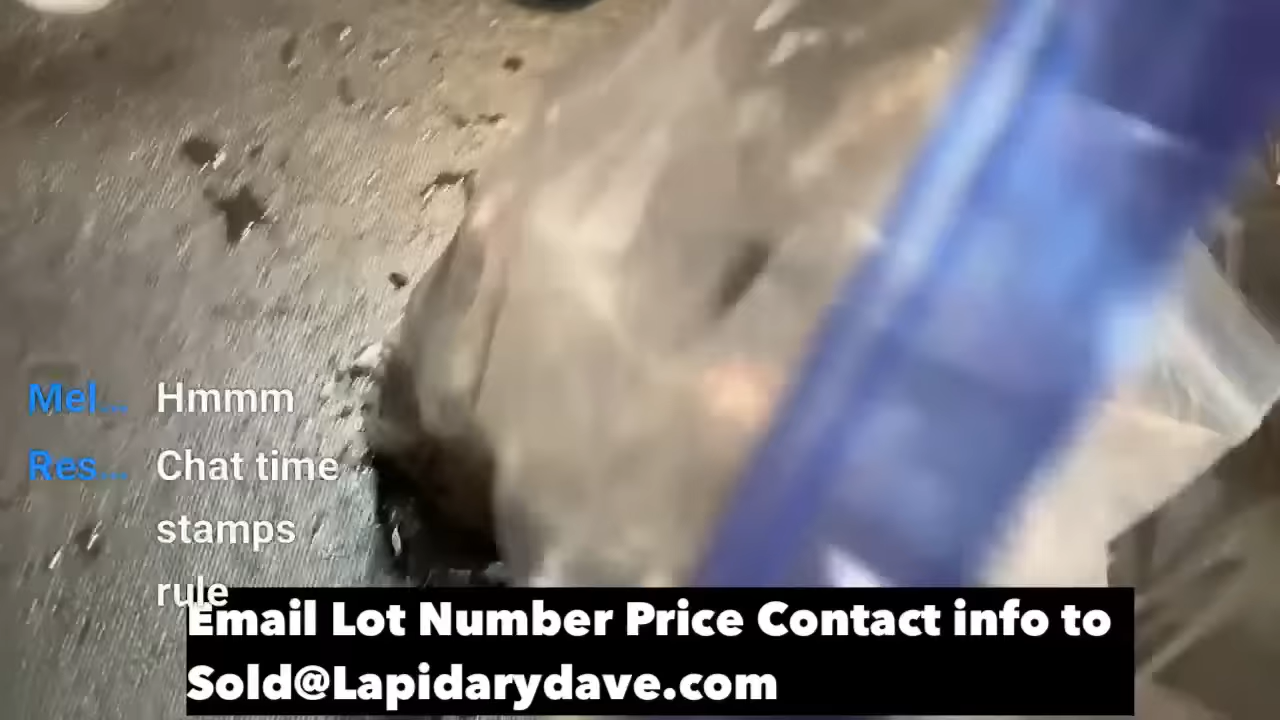 Mel... Hmmm
Res... Chat time
stamps
rule
Email Lot Number Price Contact info to
Sold@Lapidarydave.com